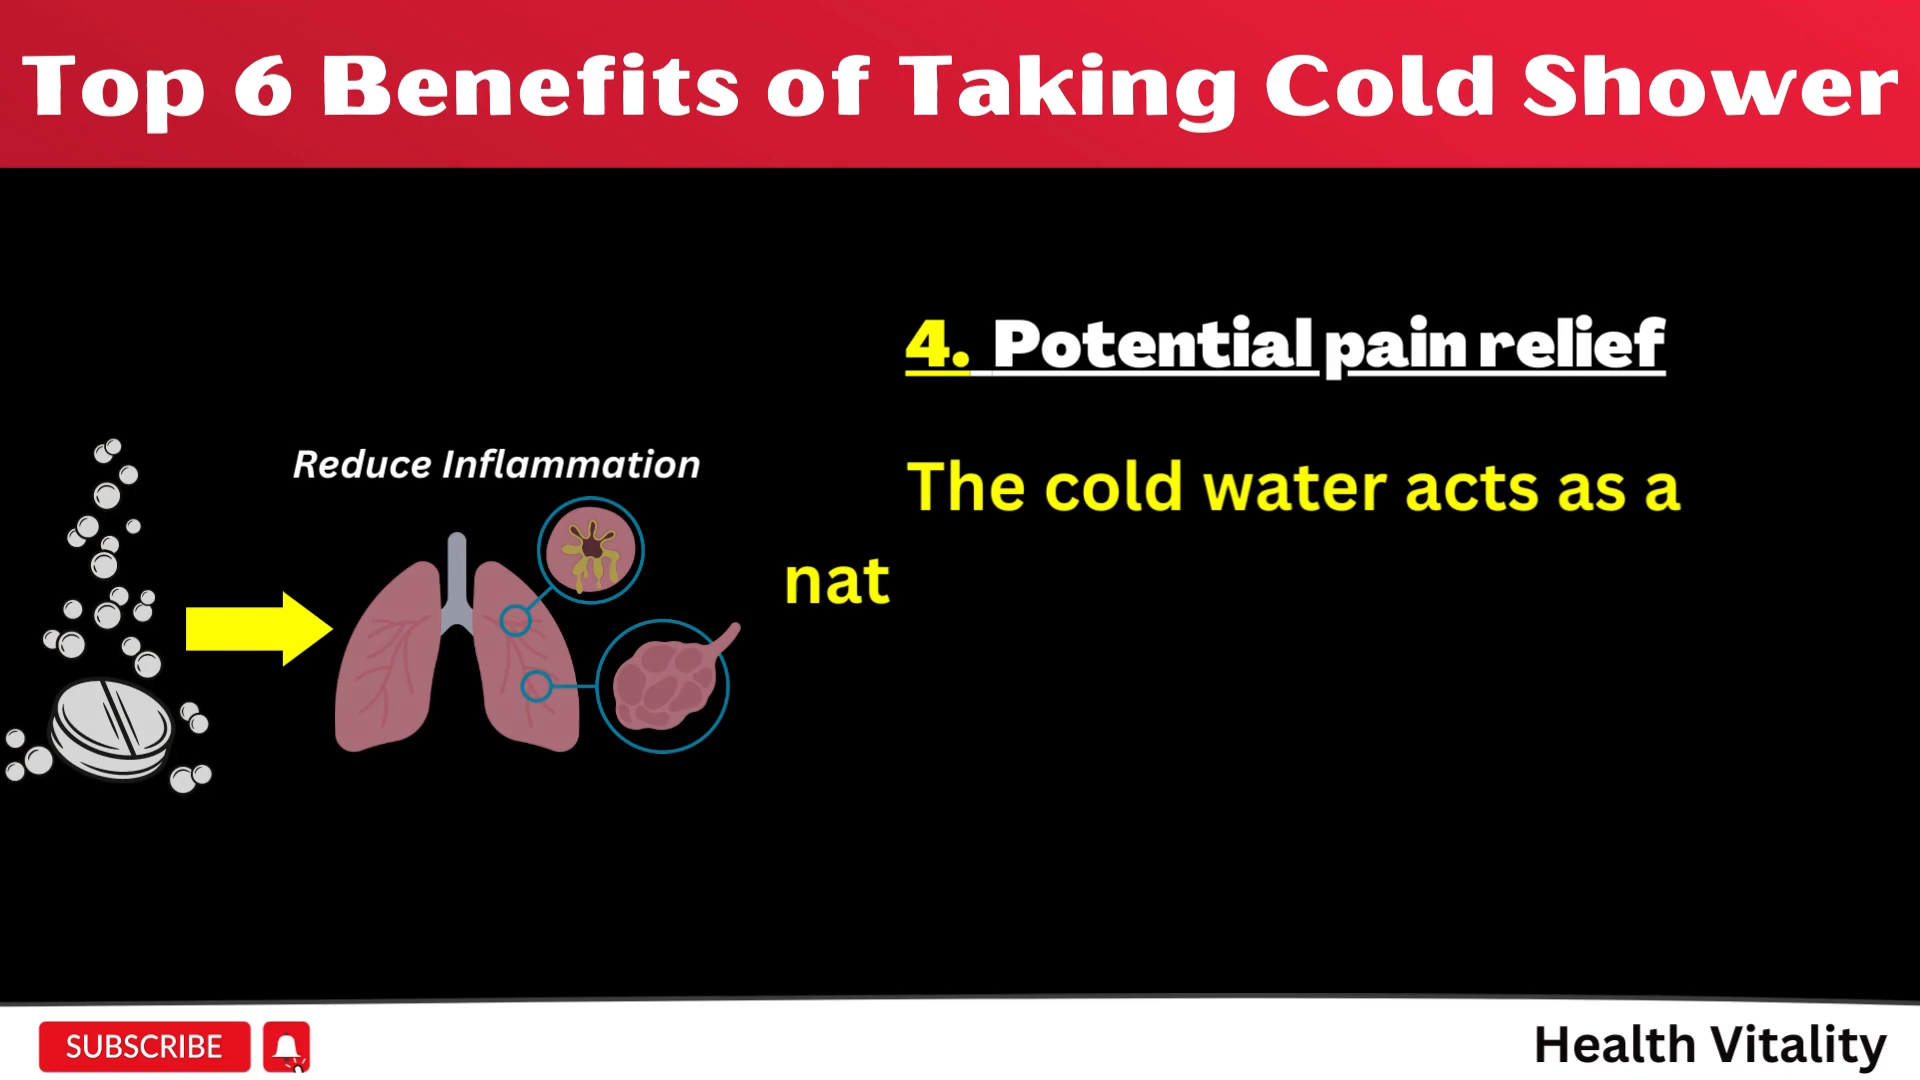 Top 6 Benefits of Taking Cold Shower
4. Potential pain relief
Reduce Inflammation
The cold water acts as a
nat
SUBSCRIBE
Health Vitality